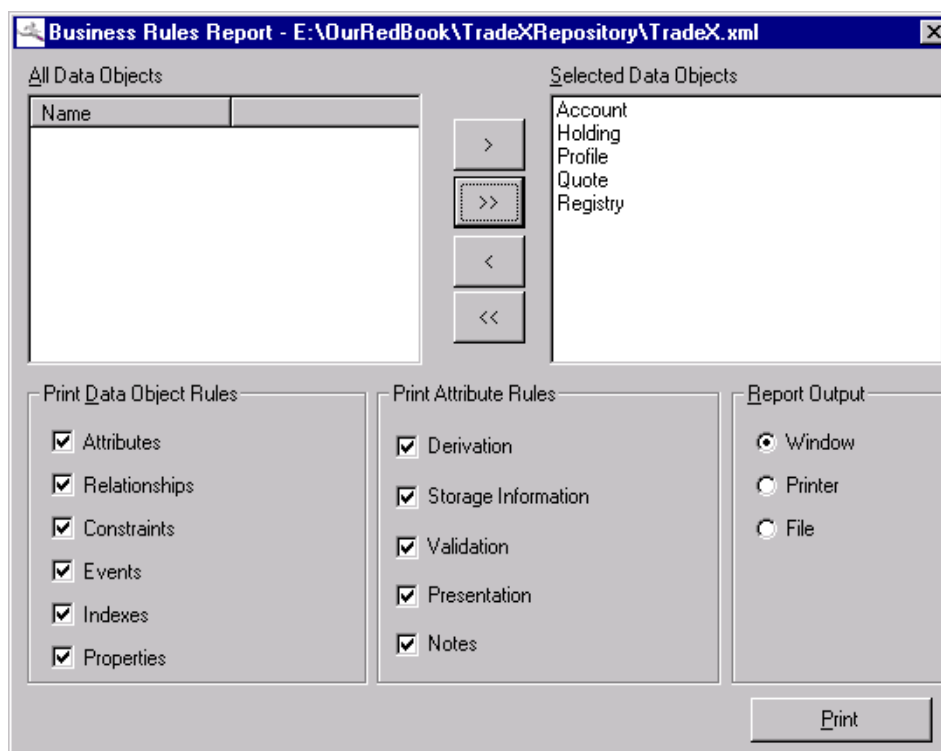 Business Rules Report - E:\OurRedBook\TradeXRepository\TradeX.xml
All Data Objects
Selected Data Objects
Name
>
>>
<
<<
Account
Holding
Profile
Quote
Registry
Print Data Object Rules
Attributes
Relationships
Constraints
Events
Indexes
Properties
Print Attribute Rules
Derivation
Storage Information
Validation
Presentation
Notes
Report Output
Window
Printer
File
Print